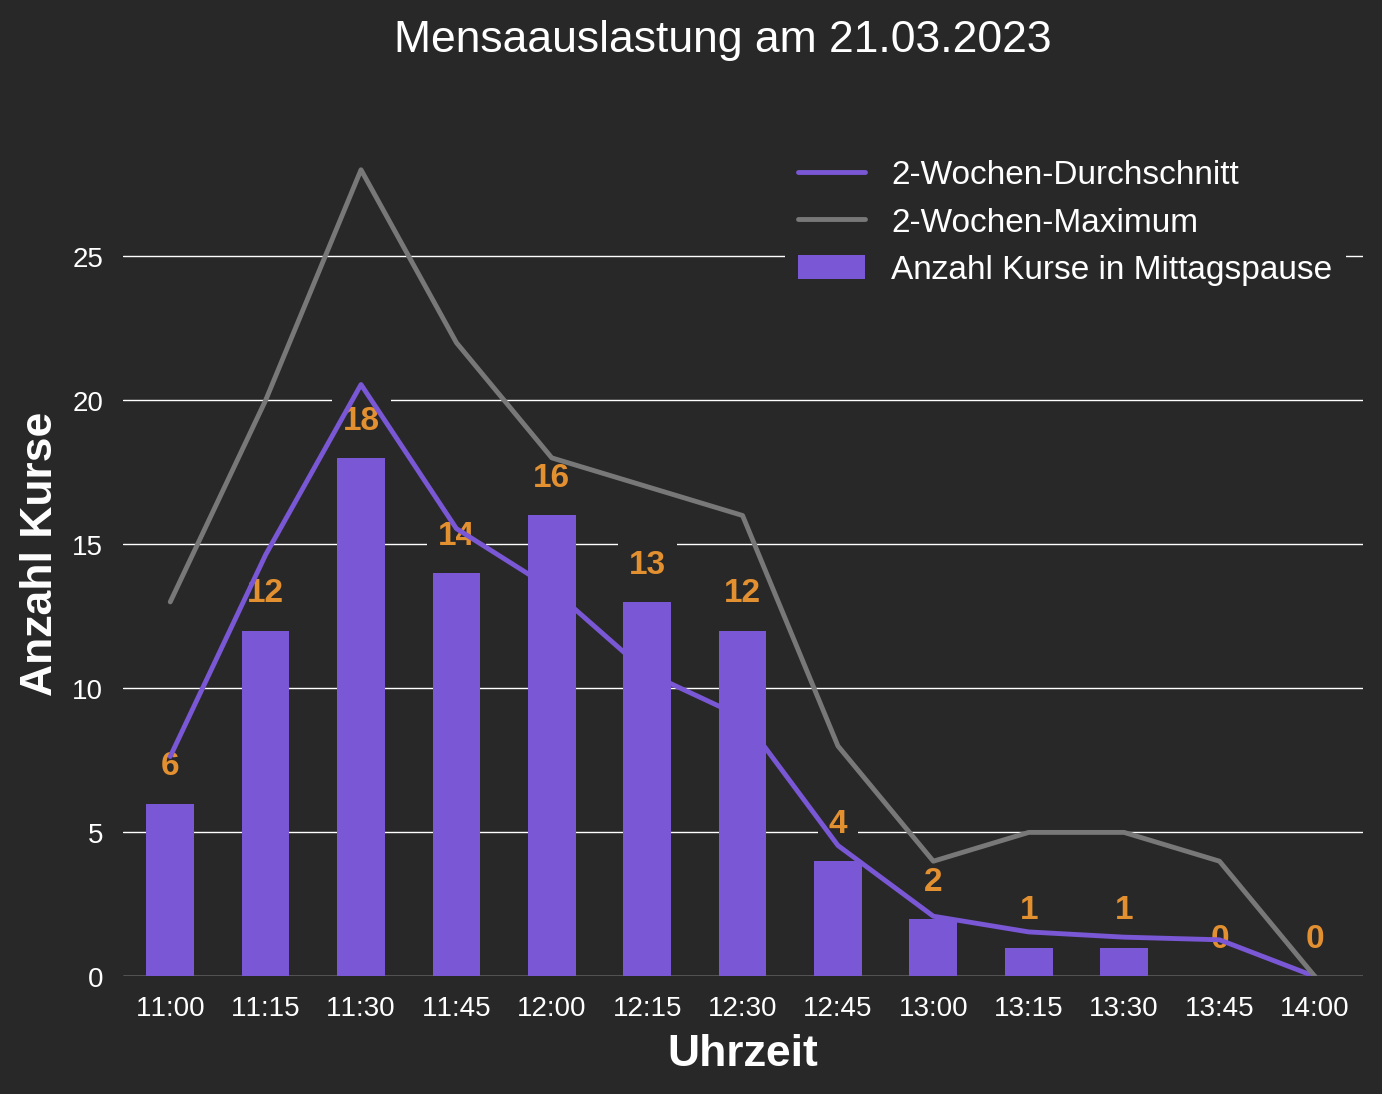 Mensaauslastung am 21.03.2023
2-Wochen-Durchschnitt
2-Wochen-Maximum
Anzahl Kurse in Mittagspause
Anzahl Kurse
25
20
15
10
5
0
6
12
18
14
16
13
12
4
2
1
1
0
0
11:00 11:15 11:30 11:45 12:00 12:15 12:30 12:45 13:00 13:15 13:30 13:45 14:00
Uhrzeit